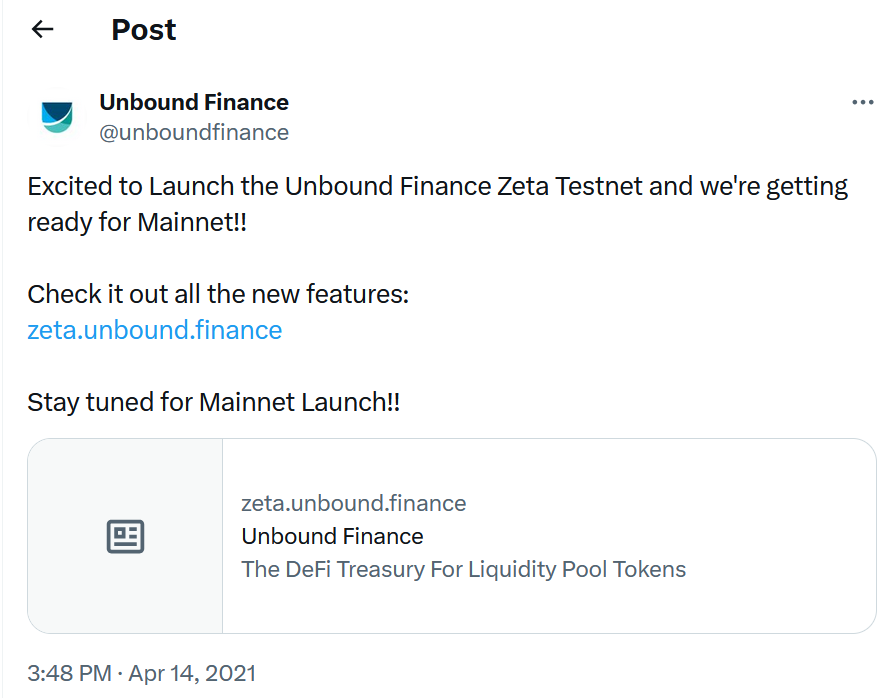 Post
Unbound Finance
@unboundfinance
Excited to Launch the Unbound Finance Zeta Testnet and we're getting
ready for Mainnet!!
Check it out all the new features:
zeta.unbound.finance
Stay tuned for Mainnet Launch!!
zeta.unbound.finance
Unbound Finance
The DeFi Treasury For Liquidity Pool Tokens
3:48 PM · Apr 14, 2021